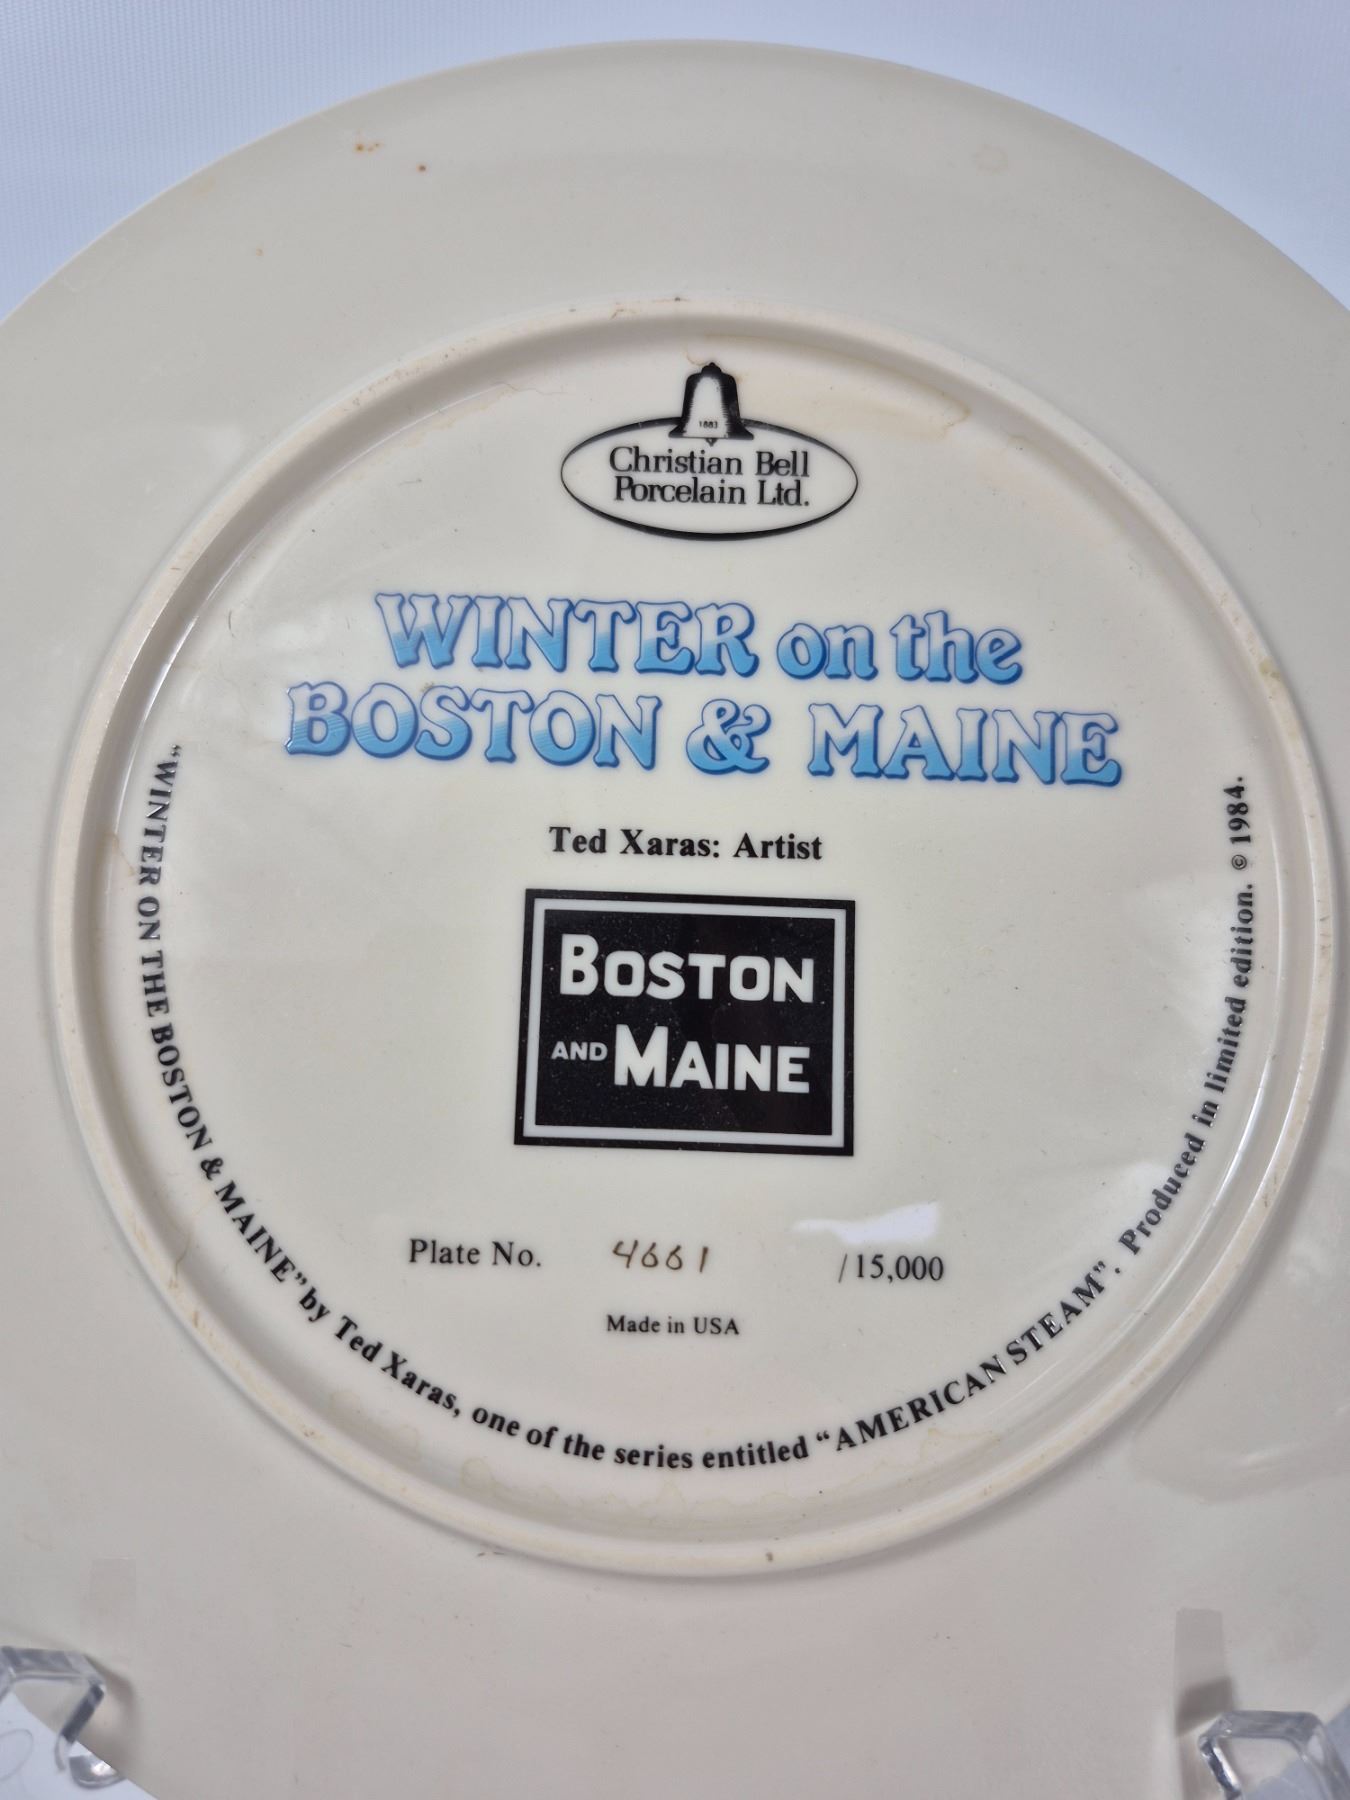 1883
Christian Bell
Porcelain Ltd.
WINTER on the
BOSTON & MAINE
Ted Xaras: Artist
BOSTON
AND MAINE
Plate No. 4661 /15,000
Made in USA
“WINTER ON THE BOSTON & MAINE” by Ted Xaras, one of the series entitled “AMERICAN STEAM”. Produced in limited edition. © 1984.